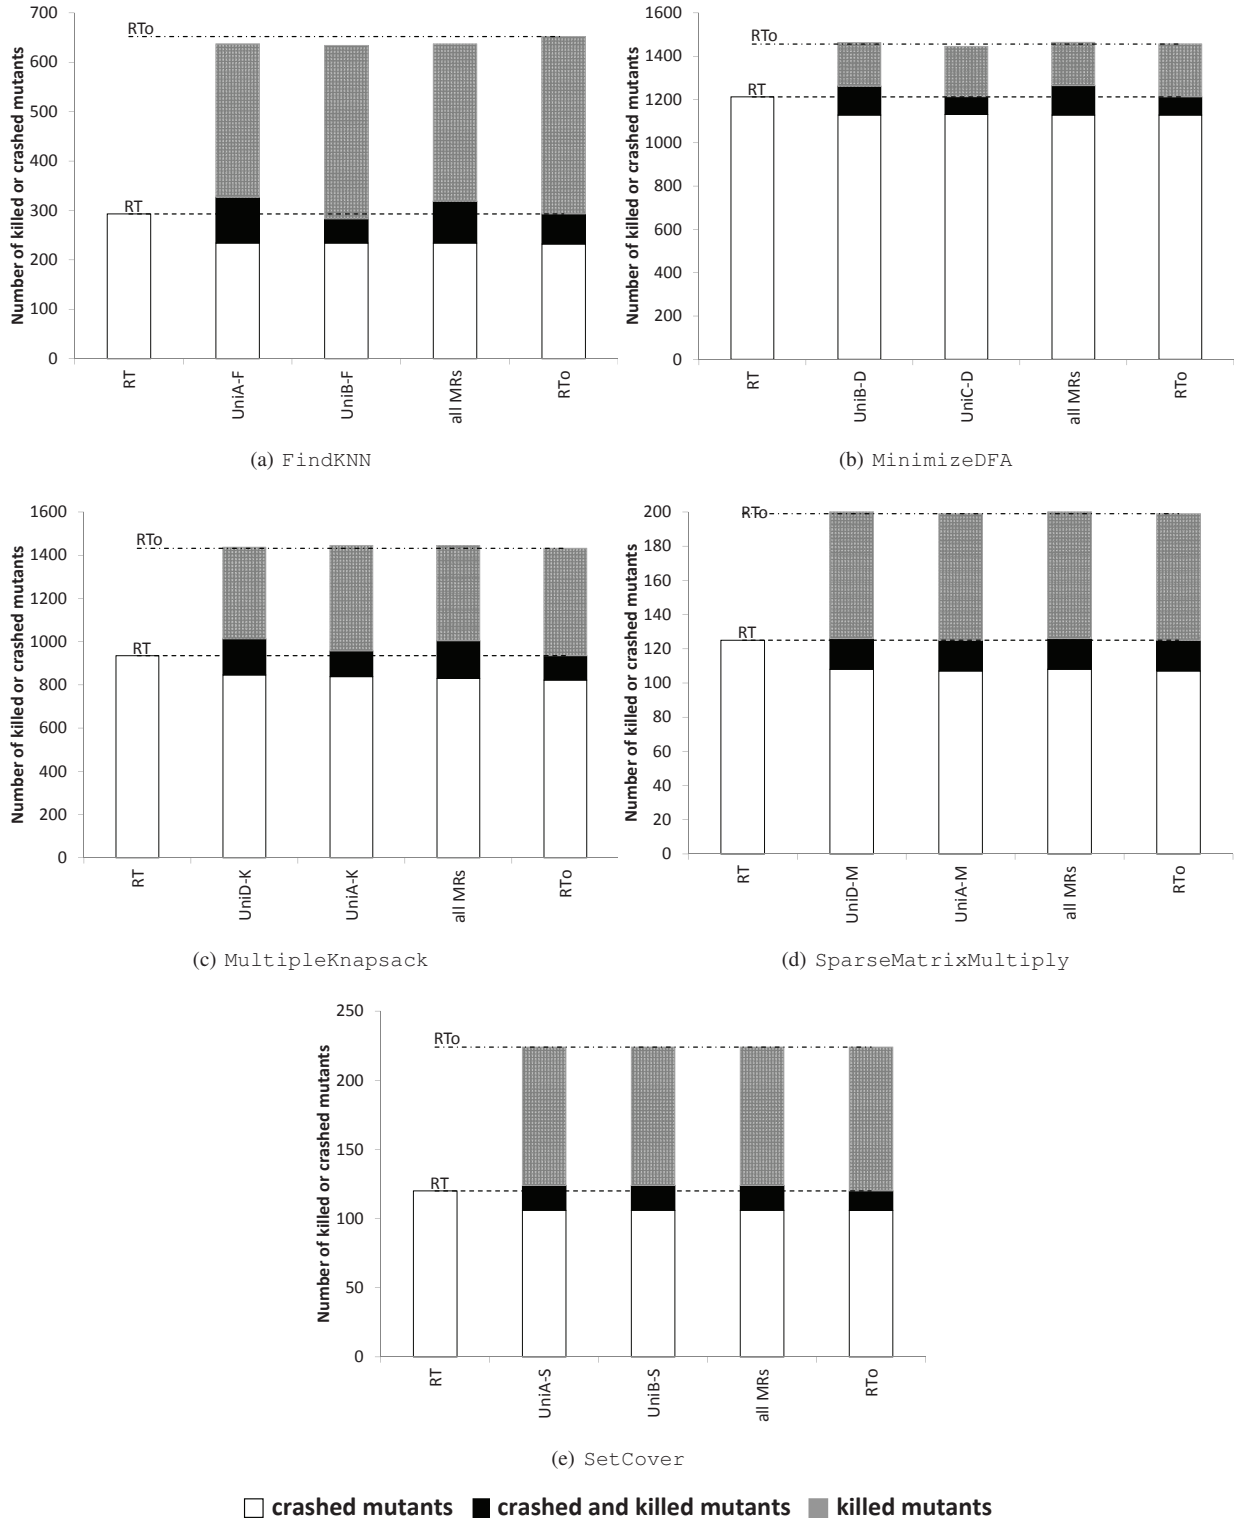 Number of killed or crashed mutants
700
600
500
400
300
200
100
0
RTo
RT
RT
UniA-F
UniB-F
all MRs
RTo
(a) FindKNN
Number of killed or crashed mutants
1600
1400
1200
1000
800
600
400
200
0
RTo
RT
RT
UniB-D
UniC-D
all MRs
RTo
(b) MinimizeDFA
Number of killed or crashed mutants
1600
1400
1200
1000
800
600
400
200
0
RTo
RT
RT
UniD-K
UniA-K
all MRs
RTo
(c) MultipleKnapsack
Number of killed or crashed mutants
200
180
160
140
120
100
80
60
40
20
0
RTo
RT
RT
UniD-M
UniA-M
all MRs
RTo
(d) SparseMatrixMultiply
Number of killed or crashed mutants
250
200
150
100
50
0
RTo
RT
RT
UniA-S
UniB-S
all MRs
RTo
(e) SetCover
crashed mutants crashed and killed mutants killed mutants